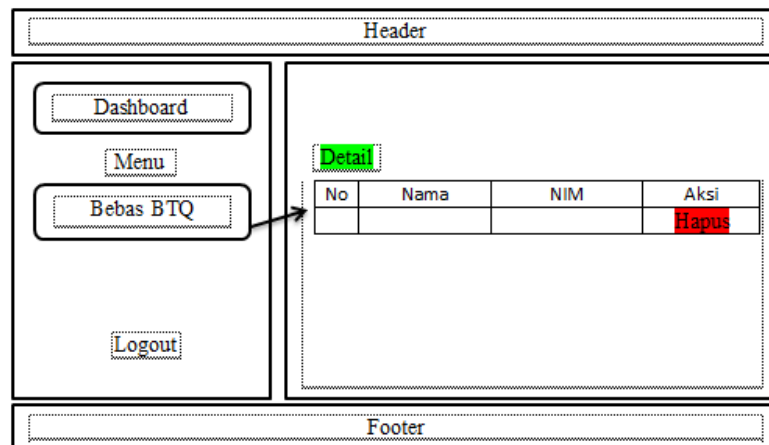 Header
Dashboard
Menu
Bebas BTQ
Logout
Detail
No Nama NIM Aksi
Hapus
Footer